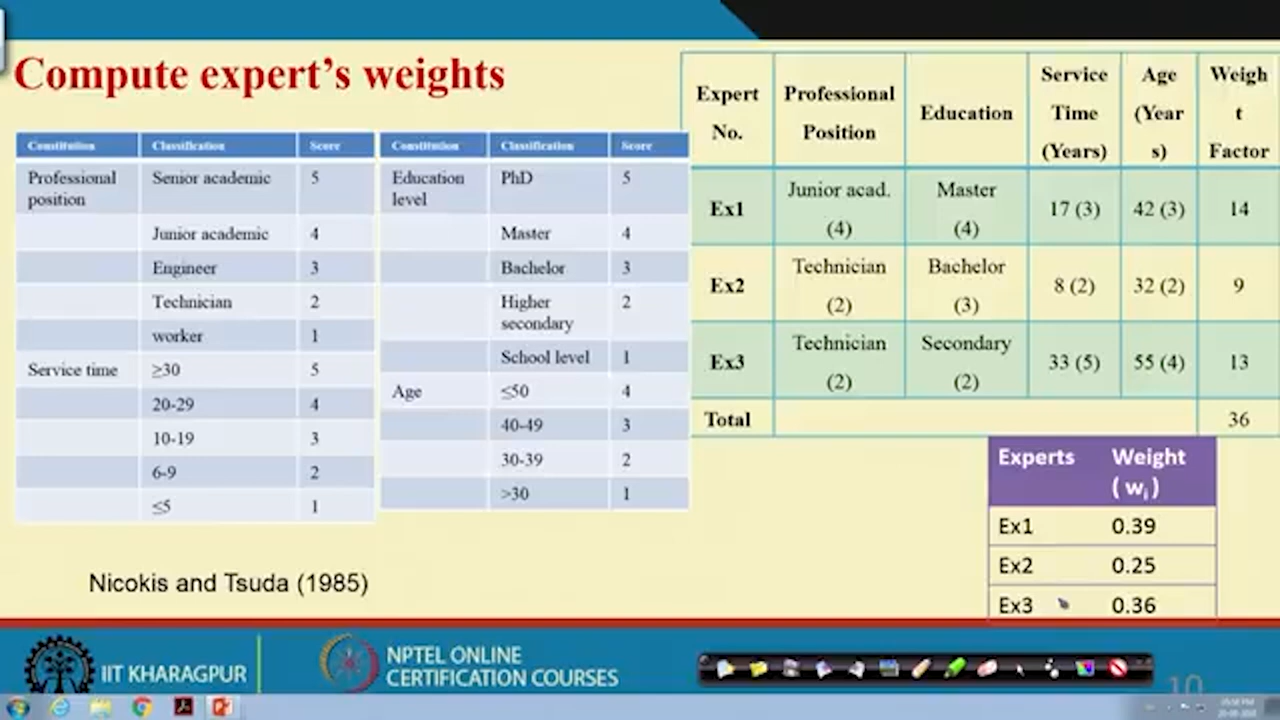 Compute expert's weights
Constitution Classification Score
Professional position Senior academic 5
Junior academic 4
Engineer 3
Technician 2
worker 1
Service time ≥30 5
20-29 4
10-19 3
6-9 2
≤5 1
Constitution Classification Score
Education level PhD 5
Master 4
Bachelor 3
Higher secondary 2
School level 1
Age ≤50 4
40-49 3
30-39 2
>30 1
Expert No. Professional Position Education Service Time (Years) Age (Year s) Weigh t Factor
Ex1 Junior acad. (4) Master (4) 17 (3) 42 (3) 14
Ex2 Technician (2) Bachelor (3) 8 (2) 32 (2) 9
Ex3 Technician (2) Secondary (2) 33 (5) 55 (4) 13
Total 36
Experts Weight ( wi )
Ex1 0.39
Ex2 0.25
Ex3 0.36
Nicokis and Tsuda (1985)
IIT KHARAGPUR
NPTEL ONLINE
CERTIFICATION COURSES
10